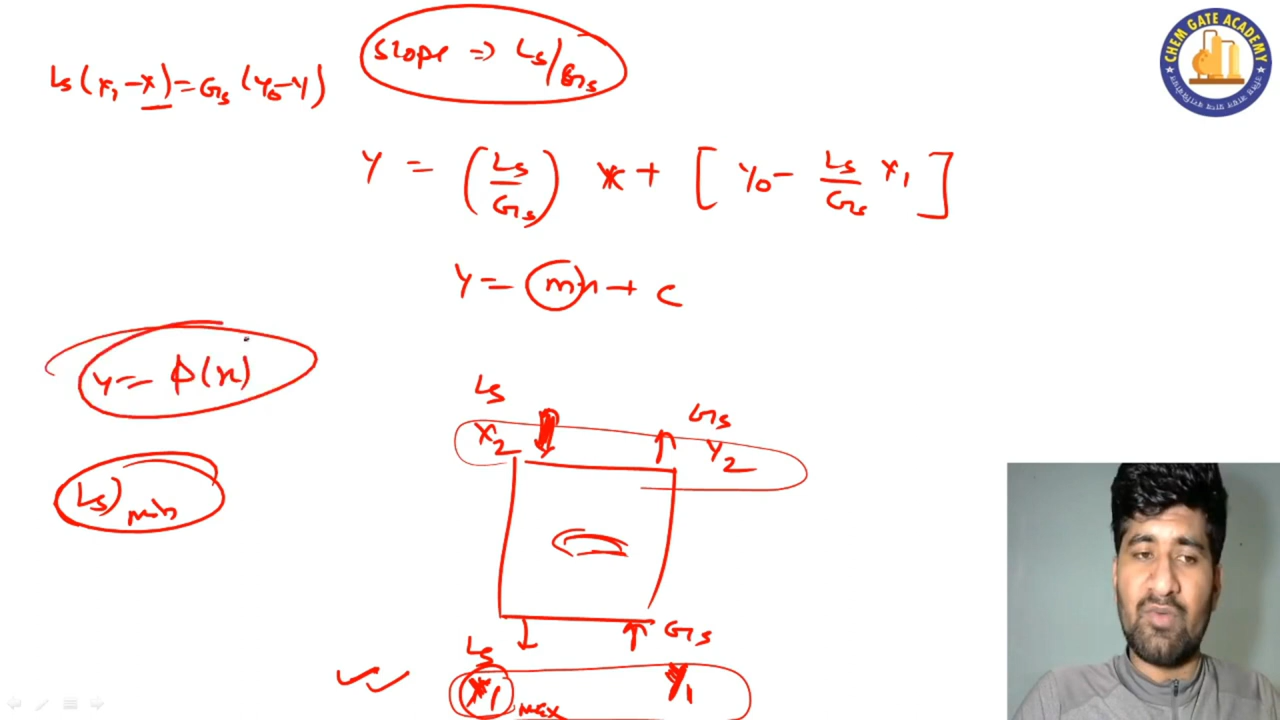 CHEM GATE ACADEMY
slope => Ls/Gs
Ls(x₁-x)=Gs(y₀-y)
y = (Ls/Gs) x + [y₀ - Ls/Gs x₁]
y = mx + c
y = p(x)
Ls)min
Ls Gs
x₂ y₂
Ls Gs
x₁ max y₁